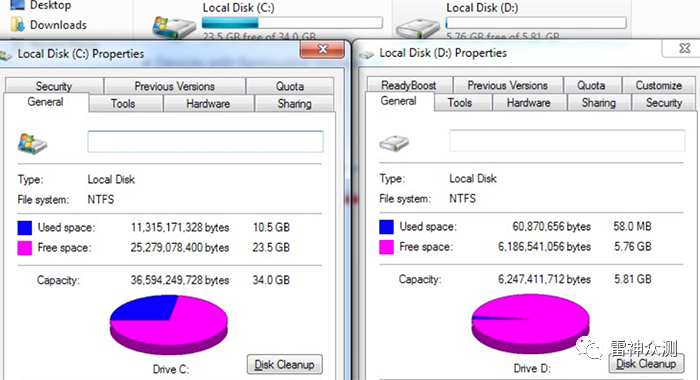 Desktop
Downloads
Local Disk (C:)
23.5 GB free of 34.0 GB
Local Disk (D:)
5.76 GB free of 5.81 GB
Local Disk (C:) Properties
Security Previous Versions Quota
General Tools Hardware Sharing
Type: Local Disk
File system: NTFS
Used space: 11,315,171,328 bytes 10.5 GB
Free space: 25,279,078,400 bytes 23.5 GB
Capacity: 36,594,249,728 bytes 34.0 GB
Drive C:
Disk Cleanup
Local Disk (D:) Properties
ReadyBoost Previous Versions Quota Customize
General Tools Hardware Sharing Security
Type: Local Disk
File system: NTFS
Used space: 60,870,656 bytes 58.0 MB
Free space: 6,186,541,056 bytes 5.76 GB
Capacity: 6,247,411,712 bytes 5.81 GB
Drive D:
Disk Cleanup
雷神众测